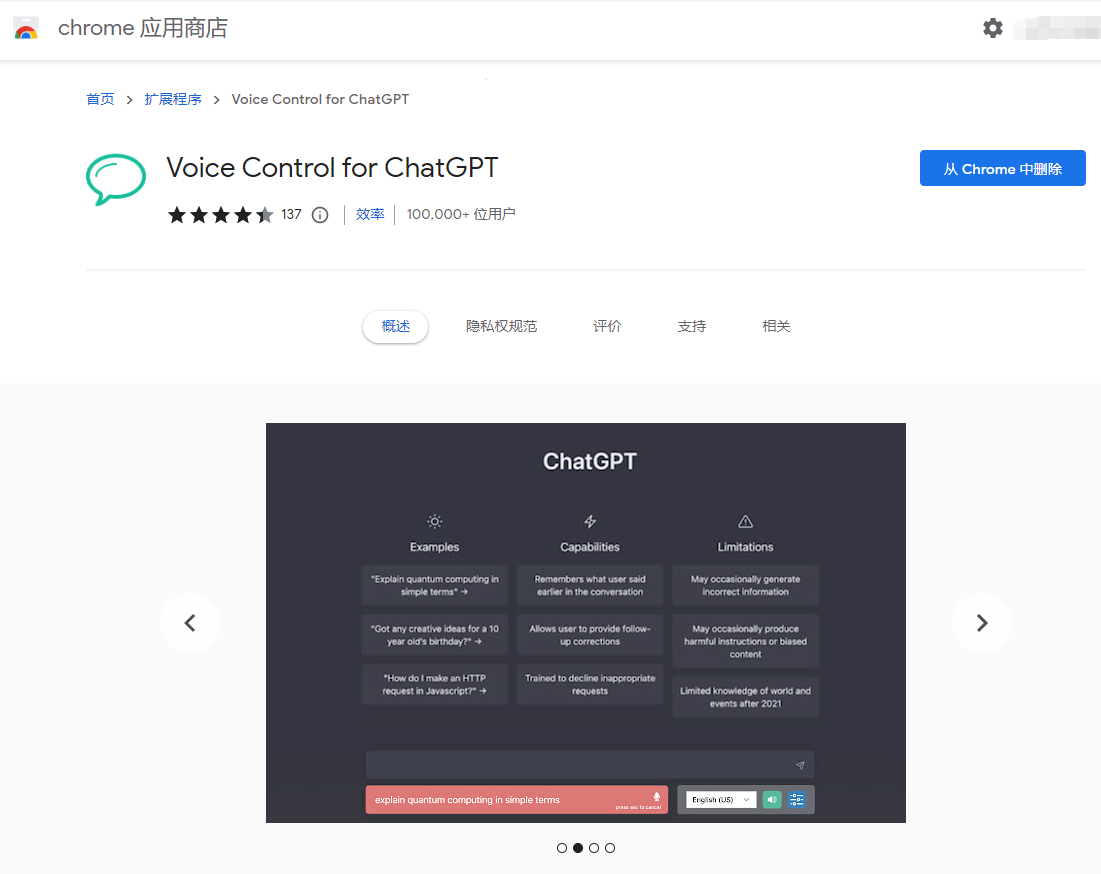 chrome 应用商店
首页 > 扩展程序 > Voice Control for ChatGPT
Voice Control for ChatGPT
从 Chrome 中删除
137 效率 100,000+ 位用户
概述 隐私权规范 评价 支持 相关
ChatGPT
Examples
Capabilities
Limitations
"Explain quantum computing in
simple terms" →
Remembers what user said
earlier in the conversation
May occasionally generate
incorrect information
"Got any creative ideas for a 10
year old's birthday?" →
Allows user to provide follow-
up corrections
May occasionally produce
harmful instructions or biased
content
"How do I make an HTTP
request in Javascript?" →
Trained to decline inappropriate
requests
Limited knowledge of world and
events after 2021
explain quantum computing in simple terms
press esc to cancel
English (US)